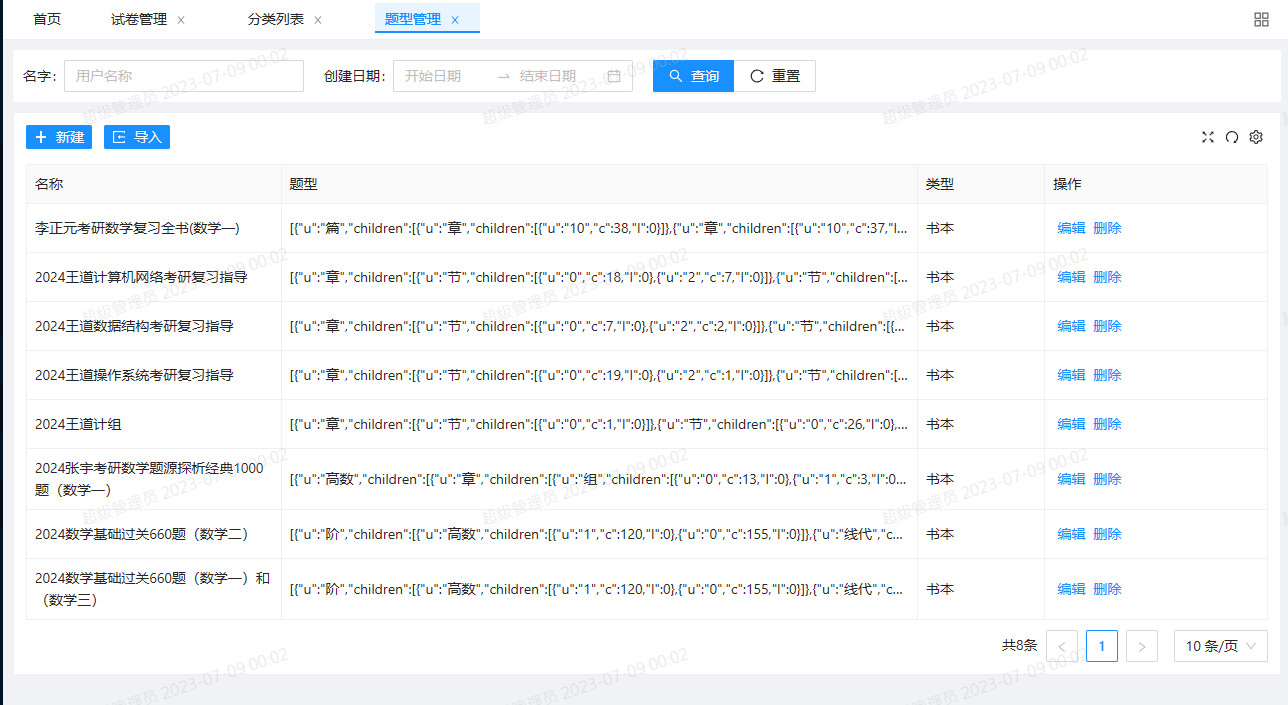 首页 试卷管理 × 分类列表 × 题型管理 ×
名字: 用户名称 创建日期: 开始日期 → 结束日期 查询 重置
+ 新建 导入
名称 题型 类型 操作
李正元考研数学复习全书(数学一) [{"u":"篇","children":[{"u":"章","children":[{"u":"10","c":38,"l":0}]},{"u":"章","children":[{"u":"10","c":37,"l... 书本 编辑 删除
2024王道计算机网络考研复习指导 [{"u":"章","children":[{"u":"节","children":[{"u":"0","c":18,"l":0},{"u":"2","c":7,"l":0}]},{"u":"节","children":[... 书本 编辑 删除
2024王道数据结构考研复习指导 [{"u":"章","children":[{"u":"节","children":[{"u":"0","c":7,"l":0},{"u":"2","c":2,"l":0}]},{"u":"节","children":[{... 书本 编辑 删除
2024王道操作系统考研复习指导 [{"u":"章","children":[{"u":"节","children":[{"u":"0","c":19,"l":0},{"u":"2","c":1,"l":0}]},{"u":"节","children":[... 书本 编辑 删除
2024王道计组 [{"u":"章","children":[{"u":"节","children":[{"u":"0","c":1,"l":0}]},{"u":"节","children":[{"u":"0","c":26,"l":0},... 书本 编辑 删除
2024张宇考研数学题源探析经典1000
题（数学一） [{"u":"高数","children":[{"u":"章","children":[{"u":"组","children":[{"u":"0","c":13,"l":0},{"u":"1","c":3,"l":0... 书本 编辑 删除
2024数学基础过关660题（数学二） [{"u":"阶","children":[{"u":"高数","children":[{"u":"1","c":120,"l":0},{"u":"0","c":155,"l":0}]},{"u":"线代","c... 书本 编辑 删除
2024数学基础过关660题（数学一）和
（数学三） [{"u":"阶","children":[{"u":"高数","children":[{"u":"1","c":120,"l":0},{"u":"0","c":155,"l":0}]},{"u":"线代","c... 书本 编辑 删除
共8条 < 1 > 10 条/页
超级管理员 2023-07-09 00:02